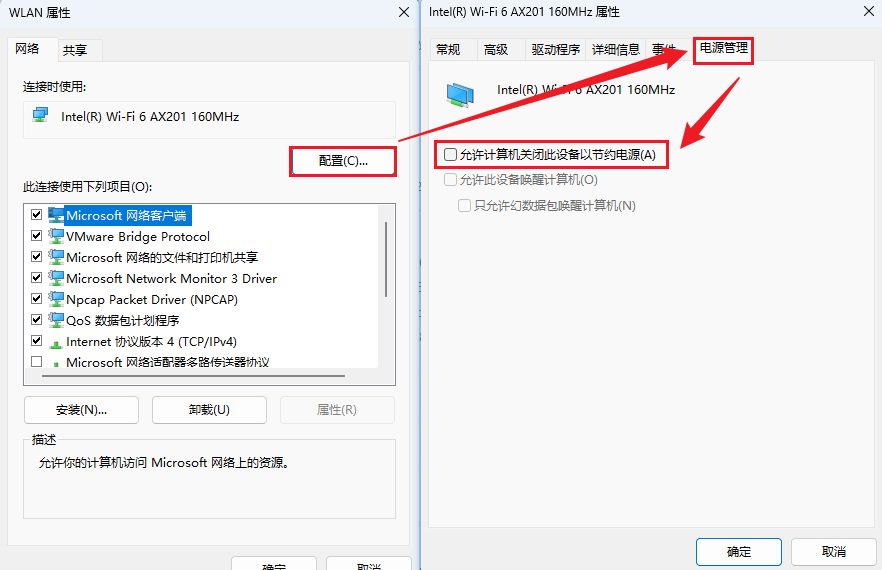 WLAN 属性
网络
共享
连接时使用:
Intel(R) Wi-Fi 6 AX201 160MHz
配置(C)...
此连接使用下列项目(O):
Microsoft 网络客户端
VMware Bridge Protocol
Microsoft 网络的文件和打印机共享
Microsoft Network Monitor 3 Driver
Npcap Packet Driver (NPCAP)
QoS 数据包计划程序
Internet 协议版本 4 (TCP/IPv4)
Microsoft 网络适配器多路传送器协议
安装(N)...
卸载(U)
属性(R)
描述
允许你的计算机访问 Microsoft 网络上的资源。
确定
取消
Intel(R) Wi-Fi 6 AX201 160MHz 属性
常规
高级
驱动程序
详细信息
事件
电源管理
Intel(R) Wi-Fi 6 AX201 160MHz
允许计算机关闭此设备以节约电源(A)
允许此设备唤醒计算机(O)
只允许幻数据包唤醒计算机(N)
确定
取消